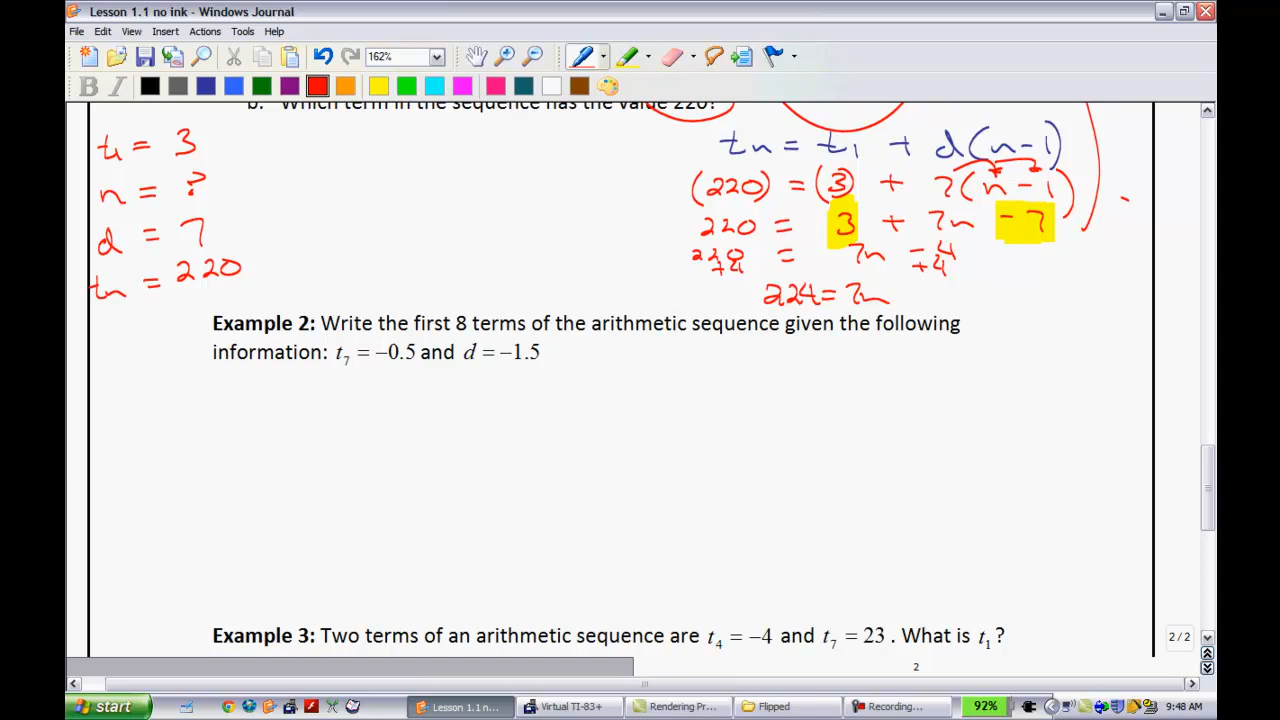 Lesson 1.1 no ink - Windows Journal
File Edit View Insert Actions Tools Help
162%
B I
b. Which term in the sequence has the value 220?
t1 = 3
n = ?
d = 7
tn = 220
tn = t1 + d(n-1)
(220) = (3) + 7(n-1)
220 = 3 + 7n - 7
220 = 7n - 4
+4 +4
224 = 7n
Example 2: Write the first 8 terms of the arithmetic sequence given the following
information: t7 = −0.5 and d = −1.5
Example 3: Two terms of an arithmetic sequence are t4 = −4 and t7 = 23. What is t1?
2/2
2
start Lesson 1.1 n... Virtual TI-83+ Rendering Pr... Flipped Recording... 92% 9:48 AM